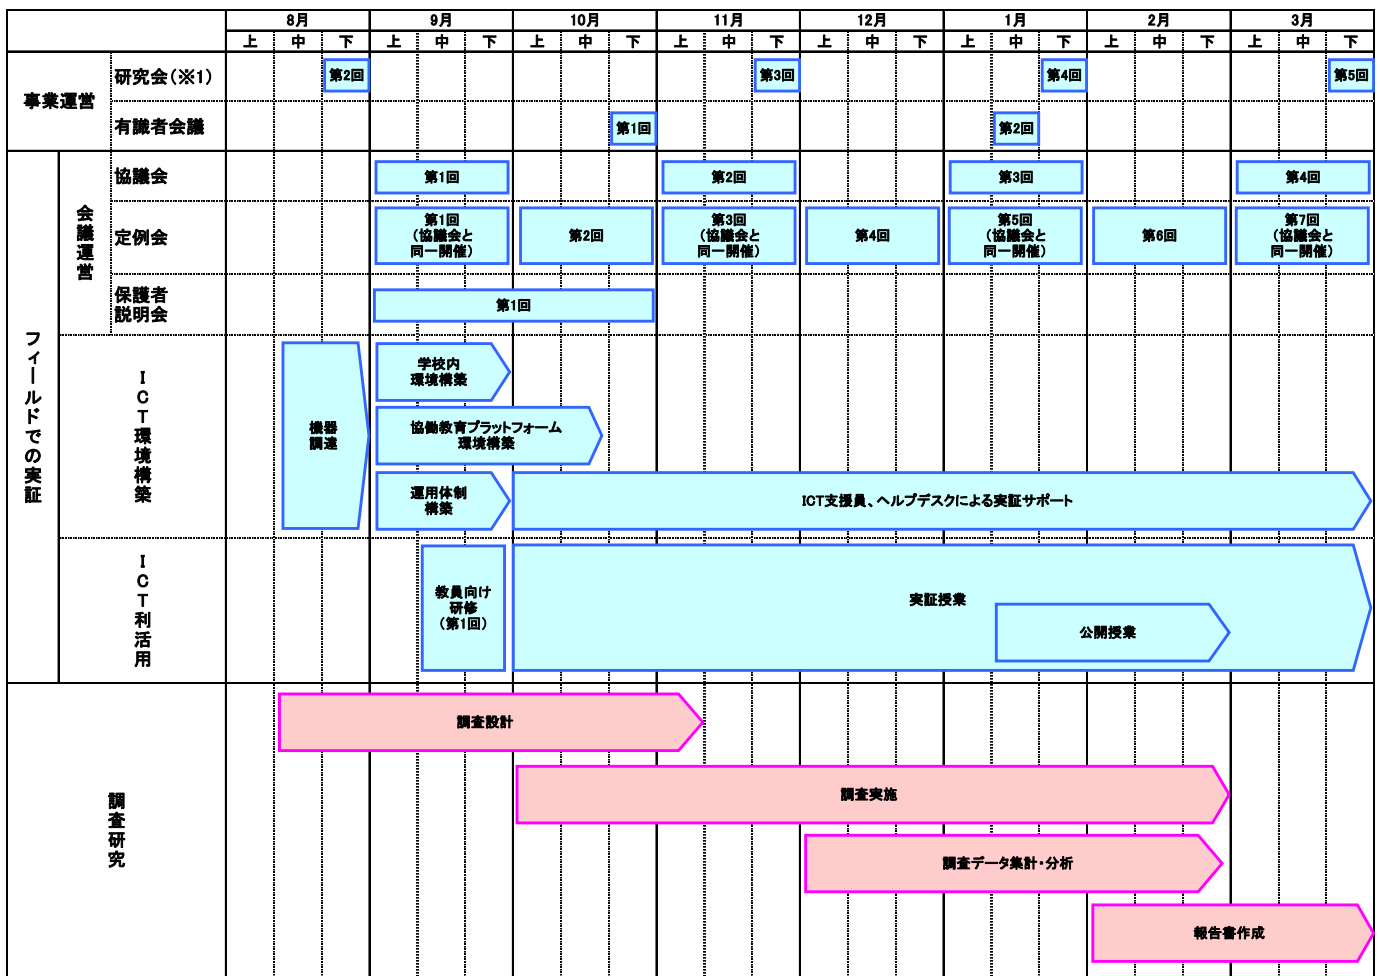 8月 9月 10月 11月 12月 1月 2月 3月
上 中 下 上 中 下 上 中 下 上 中 下 上 中 下 上 中 下 上 中 下 上 中 下
事業運営
研究会(※1)
第2回 第3回 第4回 第5回
有識者会議
第1回 第2回
フィールドでの実証
会議運営
協議会
第1回 第2回 第3回 第4回
定例会
第1回
(協議会と
同一開催)
第2回
第3回
(協議会と
同一開催)
第4回
第5回
(協議会と
同一開催)
第6回
第7回
(協議会と
同一開催)
保護者
説明会
第1回
ICT環境構築
機器
調達
学校内
環境構築
協働教育プラットフォーム
環境構築
運用体制
構築
ICT支援員、ヘルプデスクによる実証サポート
ICT利活用
教員向け
研修
(第1回)
実証授業
公開授業
調査研究
調査設計
調査実施
調査データ集計・分析
報告書作成